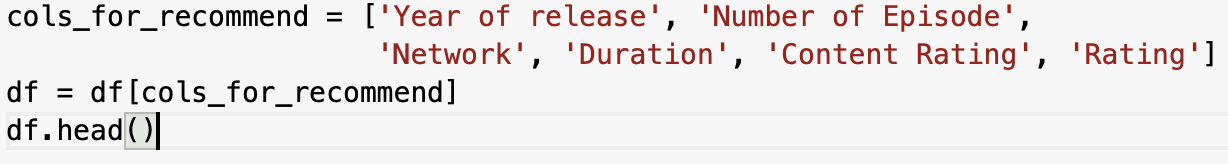 cols_for_recommend = ['Year of release', 'Number of Episode',
                      'Network', 'Duration', 'Content Rating', 'Rating']
df = df[cols_for_recommend]
df.head()